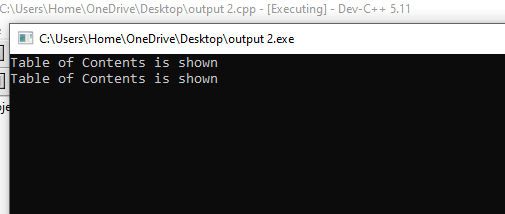 C:\Users\Home\OneDrive\Desktop\output 2.cpp - [Executing] - Dev-C++ 5.11
C:\Users\Home\OneDrive\Desktop\output 2.exe
Table of Contents is shown
Table of Contents is shown